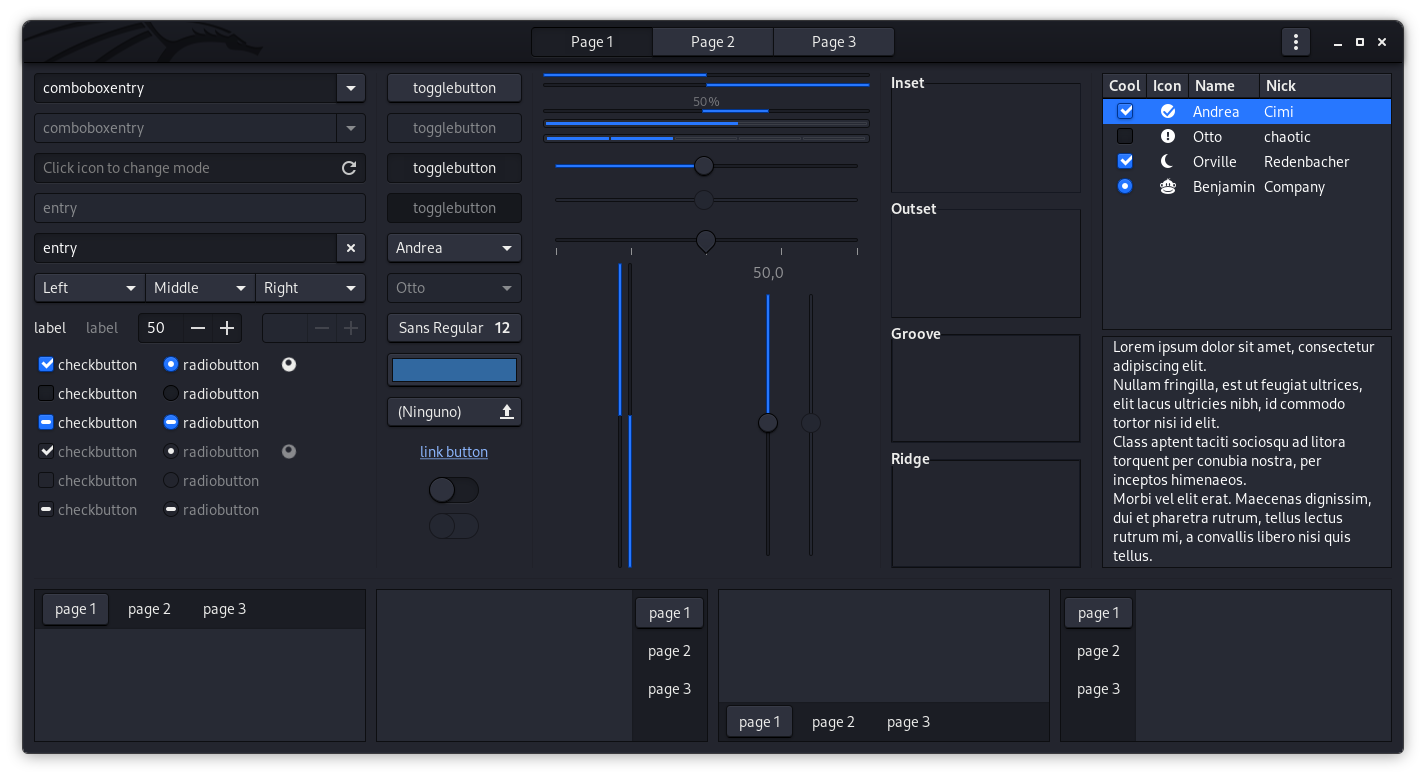 Page 1
Page 2
Page 3
comboboxentry
comboboxentry
Click icon to change mode
entry
entry
Left
Middle
Right
label
label
50
checkbutton
radiobutton
checkbutton
radiobutton
checkbutton
radiobutton
checkbutton
radiobutton
checkbutton
radiobutton
checkbutton
radiobutton
togglebutton
togglebutton
togglebutton
togglebutton
Andrea
Otto
Sans Regular 12
(Ninguno)
link button
50%
50,0
Inset
Outset
Groove
Ridge
Cool Icon Name Nick
Andrea Cimi
Otto chaotic
Orville Redenbacher
Benjamin Company
Lorem ipsum dolor sit amet, consectetur
adipiscing elit.
Nullam fringilla, est ut feugiat ultrices,
elit lacus ultricies nibh, id commodo
tortor nisi id elit.
Class aptent taciti sociosqu ad litora
torquent per conubia nostra, per
inceptos himenaeos.
Morbi vel elit erat. Maecenas dignissim,
dui et pharetra rutrum, tellus lectus
rutrum mi, a convallis libero nisi quis
tellus.
page 1
page 2
page 3
page 1
page 2
page 3
page 1
page 2
page 3
page 1
page 2
page 3